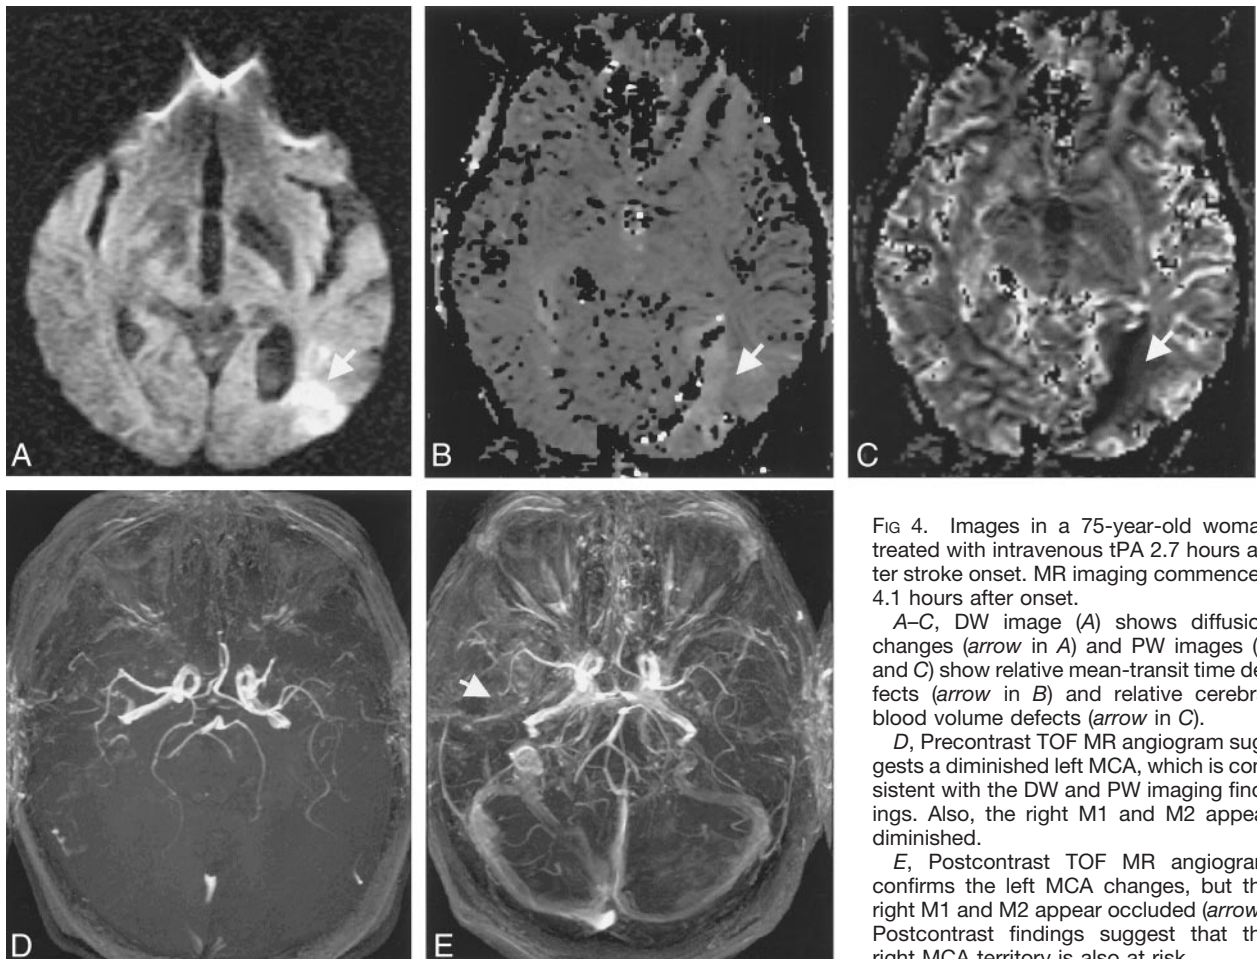 A
B
C
D
E
FIG 4. Images in a 75-year-old woma
treated with intravenous tPA 2.7 hours a
ter stroke onset. MR imaging commence
4.1 hours after onset.
A–C, DW image (A) shows diffusio
changes (arrow in A) and PW images (
and C) show relative mean-transit time de
fects (arrow in B) and relative cerebr
blood volume defects (arrow in C).
D, Precontrast TOF MR angiogram sug
gests a diminished left MCA, which is con
sistent with the DW and PW imaging find
ings. Also, the right M1 and M2 appea
diminished.
E, Postcontrast TOF MR angiogram
confirms the left MCA changes, but th
right M1 and M2 appear occluded (arrow
Postcontrast findings suggest that th
right MCA territory is also at risk